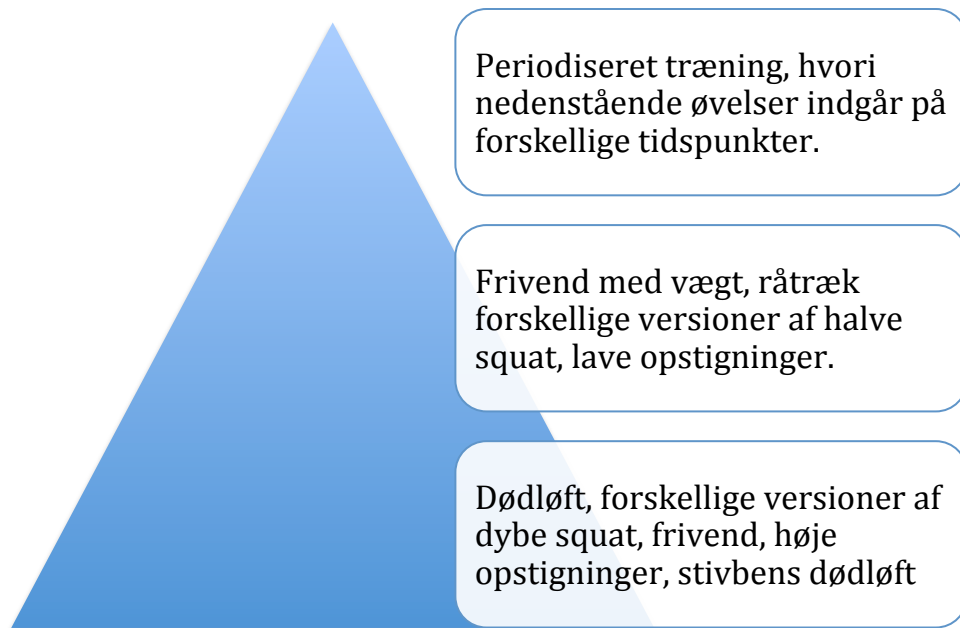 Periodiseret træning, hvori
nedenstående øvelser indgår på
forskellige tidspunkter.
Frivend med vægt, råtræk
forskellige versioner af halve
squat, lave opstigninger.
Dødløft, forskellige versioner af
dybe squat, frivend, høje
opstigninger, stivbens dødløft